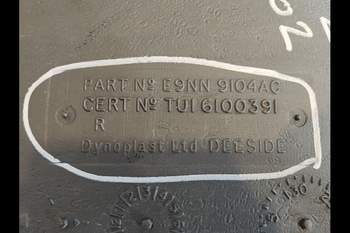 PART Nº E9NN 9104AC
CERT Nº TU1 6100391
R
Dynoplast Ltd DEESIDE